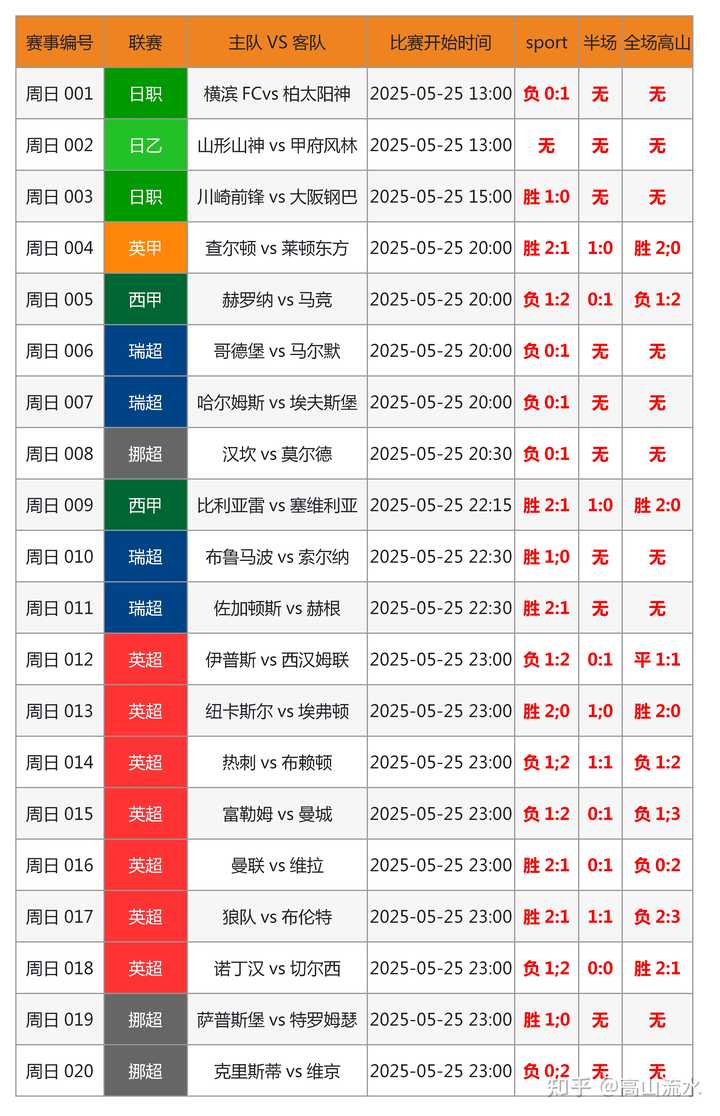 赛事编号 联赛 主队 VS 客队 比赛开始时间 sport 半场 全场高山
周日 001 日职 横滨 FCvs 柏太阳神 2025-05-25 13:00 负 0:1 无 无
周日 002 日乙 山形山神 vs 甲府风林 2025-05-25 13:00 无 无 无
周日 003 日职 川崎前锋 vs 大阪钢巴 2025-05-25 15:00 胜 1:0 无 无
周日 004 英甲 查尔顿 vs 莱顿东方 2025-05-25 20:00 胜 2:1 1:0 胜 2;0
周日 005 西甲 赫罗纳 vs 马竞 2025-05-25 20:00 负 1:2 0:1 负 1:2
周日 006 瑞超 哥德堡 vs 马尔默 2025-05-25 20:00 负 0:1 无 无
周日 007 瑞超 哈尔姆斯 vs 埃夫斯堡 2025-05-25 20:00 负 0:1 无 无
周日 008 挪超 汉坎 vs 莫尔德 2025-05-25 20:30 负 0:1 无 无
周日 009 西甲 比利亚雷 vs 塞维利亚 2025-05-25 22:15 胜 2:1 1:0 胜 2:0
周日 010 瑞超 布鲁马波 vs 索尔纳 2025-05-25 22:30 胜 1;0 无 无
周日 011 瑞超 佐加顿斯 vs 赫根 2025-05-25 22:30 胜 2:1 无 无
周日 012 英超 伊普斯 vs 西汉姆联 2025-05-25 23:00 负 1:2 0:1 平 1:1
周日 013 英超 纽卡斯尔 vs 埃弗顿 2025-05-25 23:00 胜 2;0 1;0 胜 2:0
周日 014 英超 热刺 vs 布赖顿 2025-05-25 23:00 负 1;2 1:1 负 1:2
周日 015 英超 富勒姆 vs 曼城 2025-05-25 23:00 负 1:2 0:1 负 1;3
周日 016 英超 曼联 vs 维拉 2025-05-25 23:00 胜 2:1 0:1 负 0:2
周日 017 英超 狼队 vs 布伦特 2025-05-25 23:00 胜 2:1 1:1 负 2:3
周日 018 英超 诺丁汉 vs 切尔西 2025-05-25 23:00 负 1;2 0:0 胜 2:1
周日 019 挪超 萨普斯堡 vs 特罗姆瑟 2025-05-25 23:00 胜 1;0 无 无
周日 020 挪超 克里斯蒂 vs 维京 2025-05-25 23:00 负 0;2 无 无
知乎 @高山流水